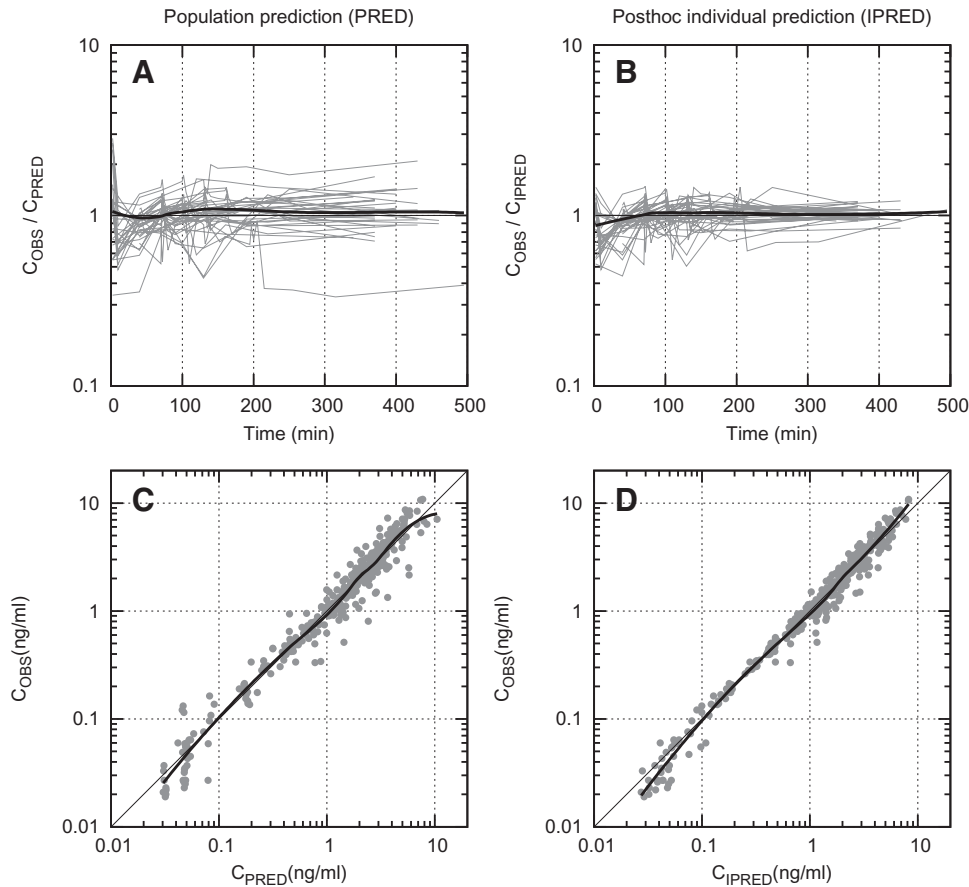 Population prediction (PRED)
Posthoc individual prediction (IPRED)
A
10
1
0.1
C_OBS / C_PRED
0 100 200 300 400 500
Time (min)
B
10
1
0.1
C_OBS / C_IPRED
0 100 200 300 400 500
Time (min)
C
10
1
0.1
0.01
C_OBS(ng/ml)
0.01 0.1 1 10
C_PRED(ng/ml)
D
10
1
0.1
0.01
C_OBS(ng/ml)
0.01 0.1 1 10
C_IPRED(ng/ml)